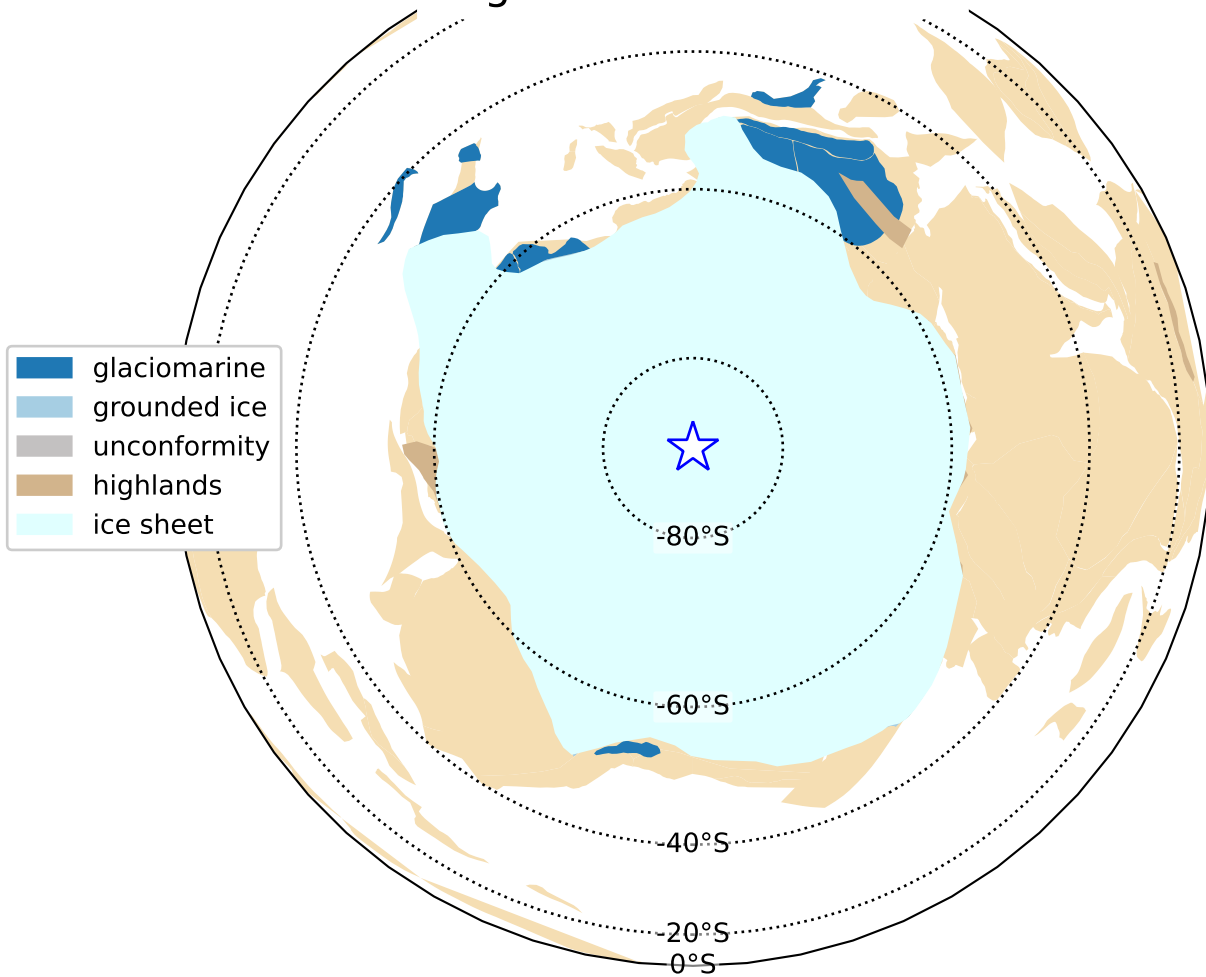 glaciomarine
grounded ice
unconformity
highlands
ice sheet
-80°S
-60°S
-40°S
-20°S
0°S